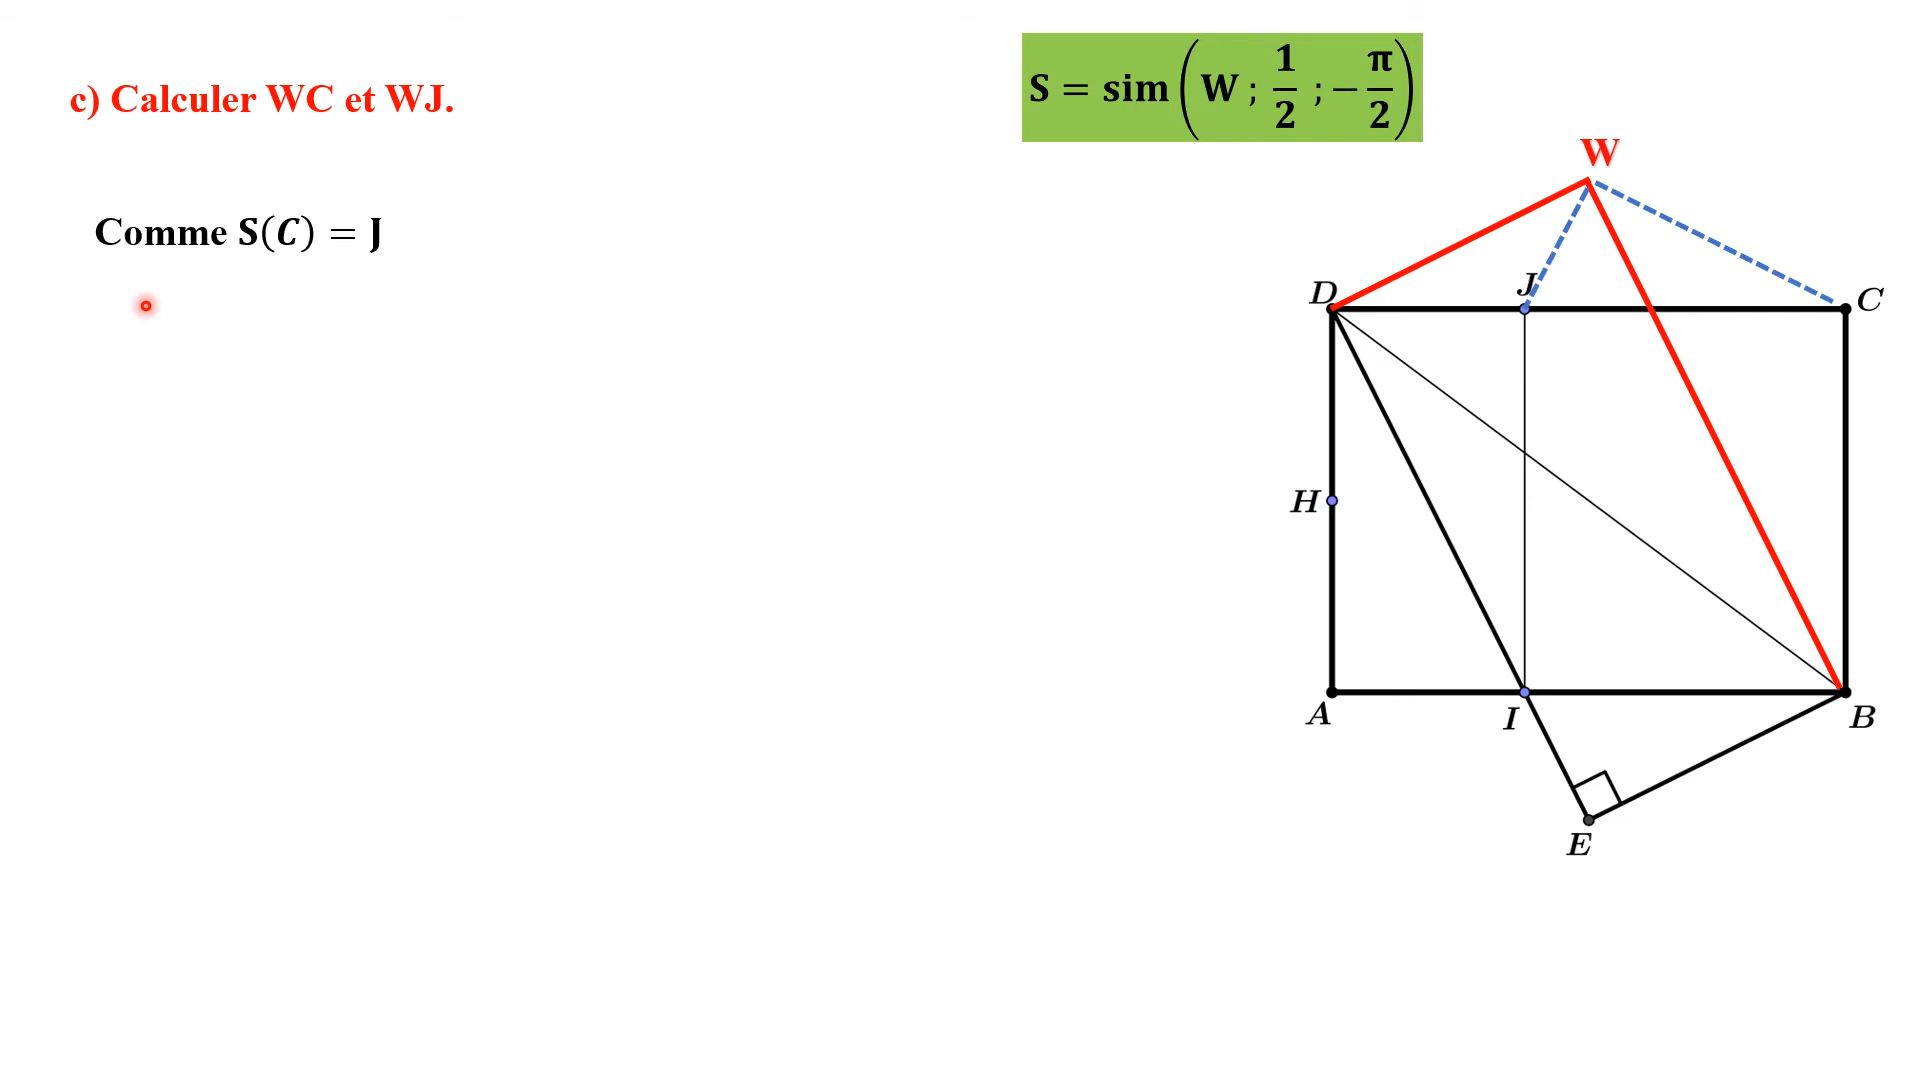 c) Calculer WC et WJ.
S = sim (W ; 1/2 ; −π/2)
Comme S(C) = J
W
D
J
C
H
A
I
B
E